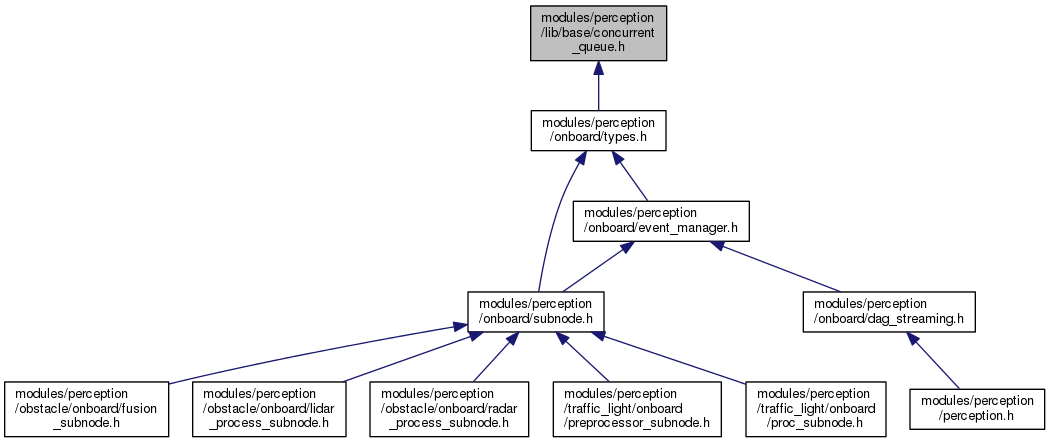 modules/perception
/lib/base/concurrent
_queue.h
modules/perception
/onboard/types.h
modules/perception
/onboard/event_manager.h
modules/perception
/onboard/subnode.h
modules/perception
/onboard/dag_streaming.h
modules/perception
/obstacle/onboard/fusion
_subnode.h
modules/perception
/obstacle/onboard/lidar
_process_subnode.h
modules/perception
/obstacle/onboard/radar
_process_subnode.h
modules/perception
/traffic_light/onboard
/preprocessor_subnode.h
modules/perception
/traffic_light/onboard
/proc_subnode.h
modules/perception
/perception.h